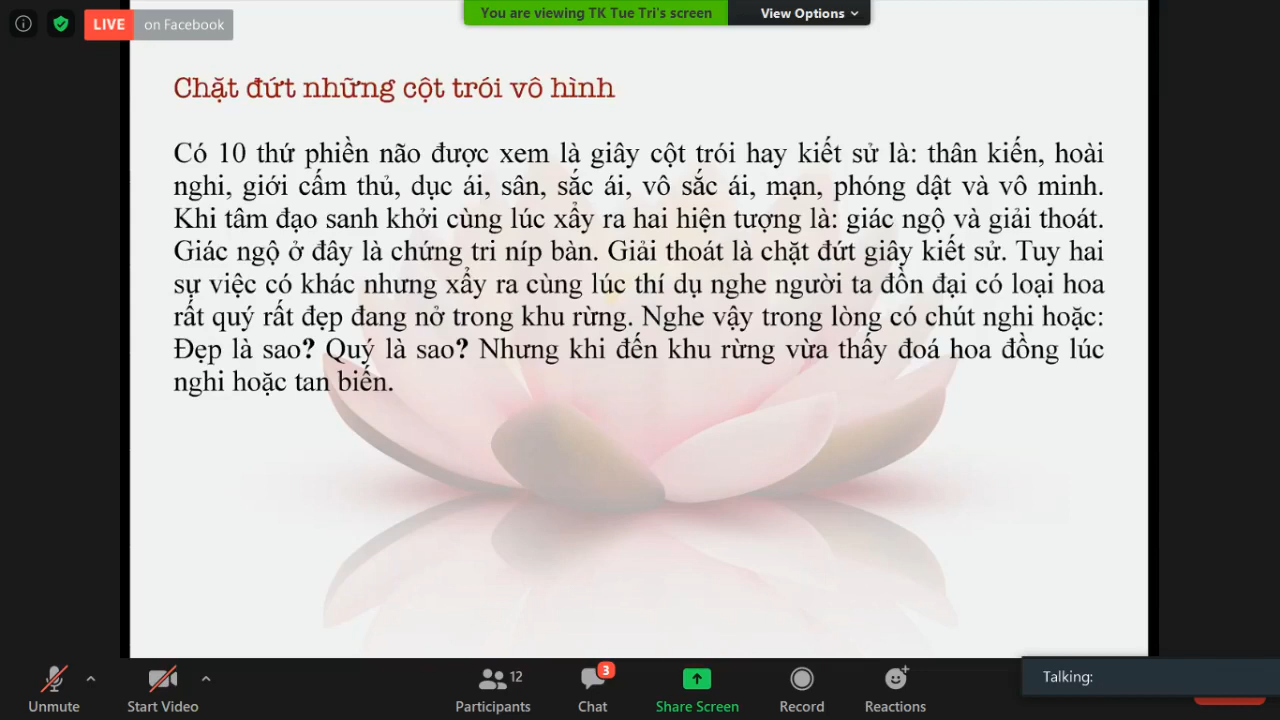 LIVE on Facebook
You are viewing TK Tue Tri's screen View Options
Chặt đứt những cột trói vô hình
Có 10 thứ phiền não được xem là giây cột trói hay kiết sử là: thân kiến, hoài
nghi, giới cấm thủ, dục ái, sân, sắc ái, vô sắc ái, mạn, phóng dật và vô minh.
Khi tâm đạo sanh khởi cùng lúc xẩy ra hai hiện tượng là: giác ngộ và giải thoát.
Giác ngộ ở đây là chứng tri níp bàn. Giải thoát là chặt đứt giây kiết sử. Tuy hai
sự việc có khác nhưng xẩy ra cùng lúc thí dụ nghe người ta đồn đại có loại hoa
rất quý rất đẹp đang nở trong khu rừng. Nghe vậy trong lòng có chút nghi hoặc:
Đẹp là sao? Quý là sao? Nhưng khi đến khu rừng vừa thấy đoá hoa đồng lúc
nghi hoặc tan biến.
Talking:
12 3
Unmute Start Video Participants Chat Share Screen Record Reactions